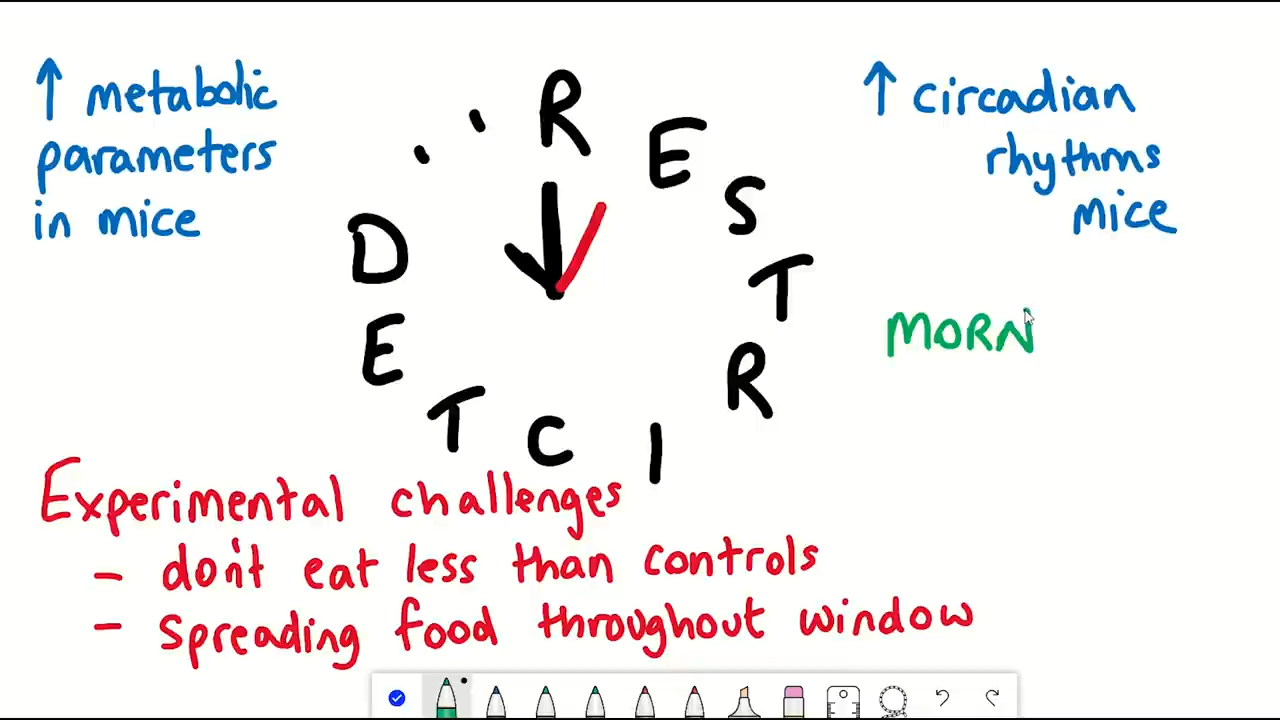 ↑ metabolic
parameters
in mice
RESTRICTED
↑ circadian
rhythms
mice
MORN
Experimental challenges
- don't eat less than controls
- spreading food throughout window